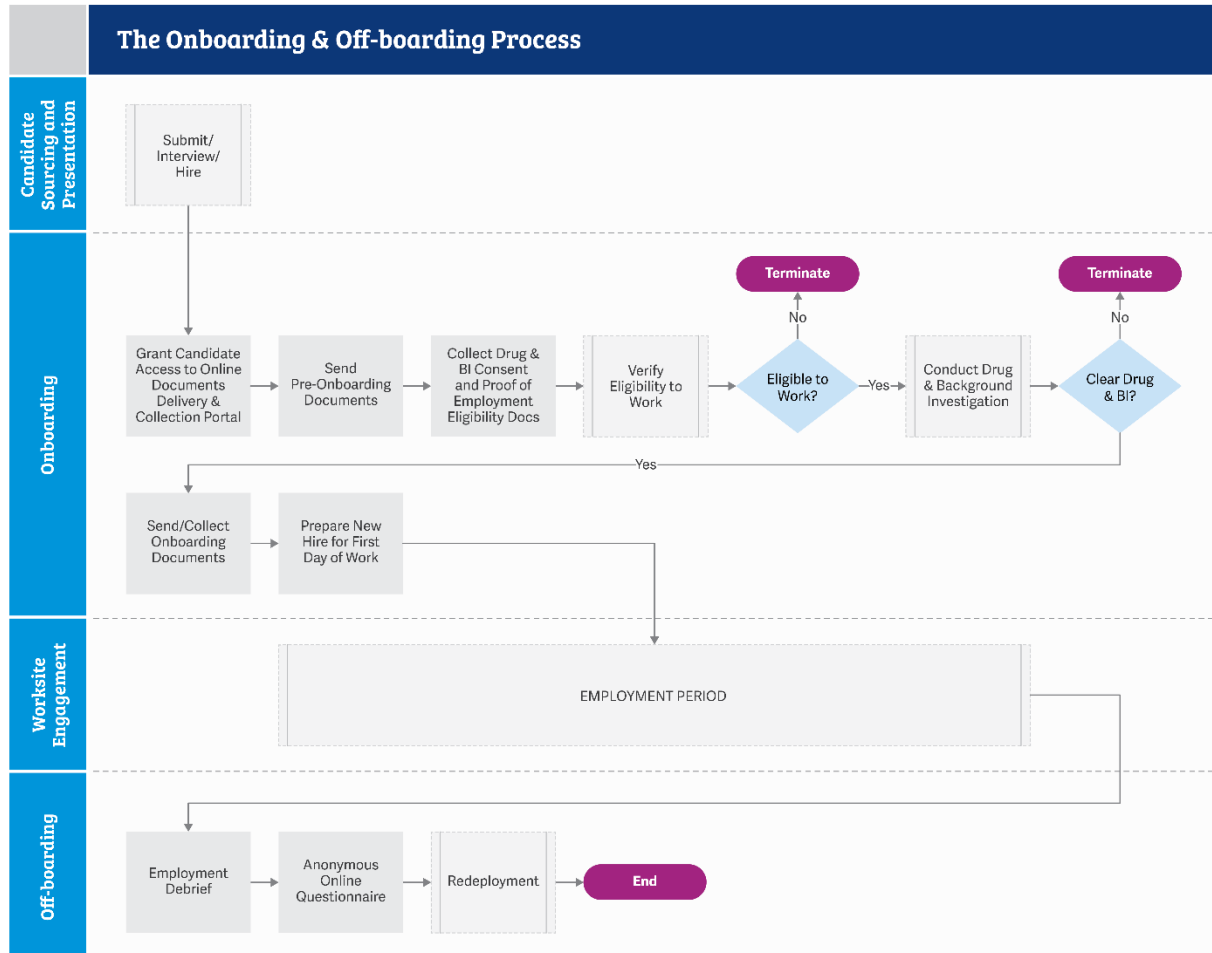 The Onboarding & Off-boarding Process
Candidate
Sourcing and
Presentation
Submit/
Interview/
Hire
Onboarding
Terminate
Terminate
No
No
Grant Candidate
Access to Online
Documents
Delivery &
Collection Portal
Send
Pre-Onboarding
Documents
Collect Drug &
BI Consent
and Proof of
Employment
Eligibility Docs
Verify
Eligibility to
Work
Eligible to
Work?
Yes
Conduct Drug
& Background
Investigation
Clear Drug
& BI?
Yes
Send/Collect
Onboarding
Documents
Prepare New
Hire for First
Day of Work
Worksite
Engagement
EMPLOYMENT PERIOD
Off-boarding
Employment
Debrief
Anonymous
Online
Questionnaire
Redeployment
End